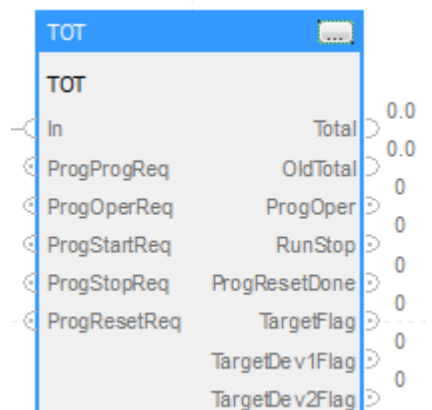 TOT
...
TOT
In Total 0.0
ProgProgReq OldTotal 0.0
ProgOperReq ProgOper 0
ProgStartReq RunStop 0
ProgStopReq ProgResetDone 0
ProgResetReq TargetFlag 0
TargetDev1Flag 0
TargetDev2Flag 0